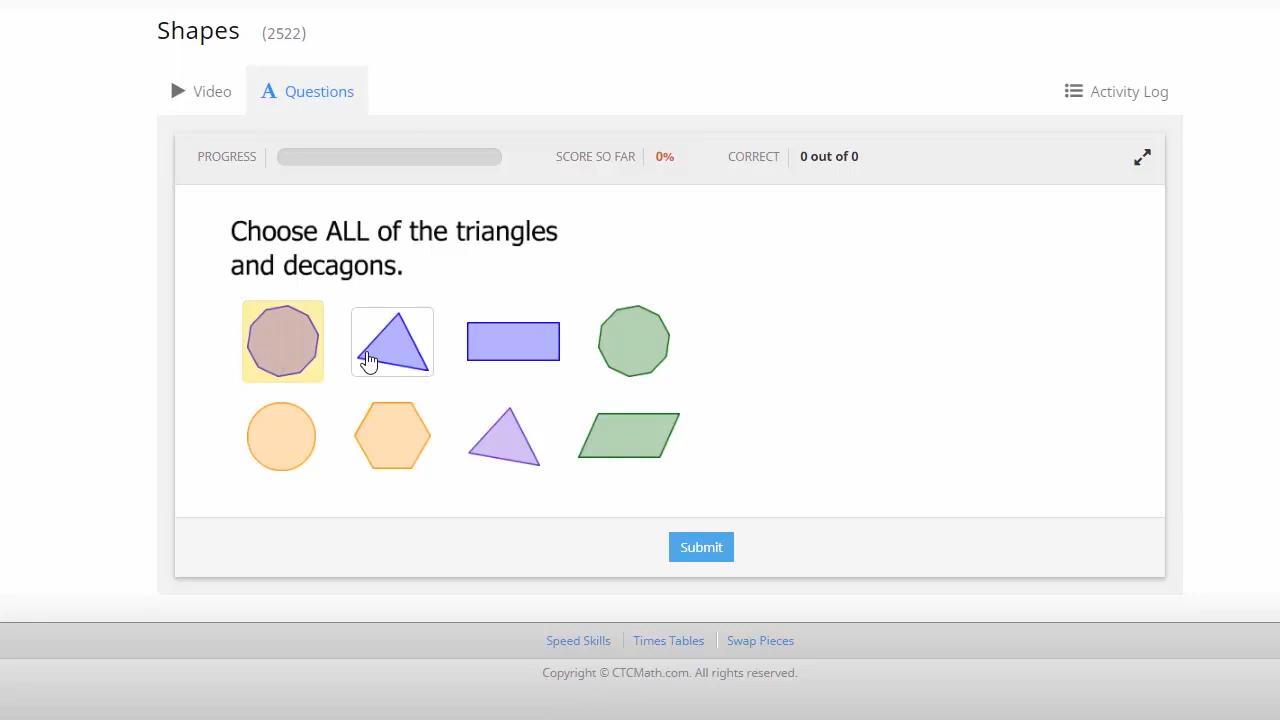 Shapes (2522)
Video
A Questions
Activity Log
PROGRESS
SCORE SO FAR 0%
CORRECT 0 out of 0
Choose ALL of the triangles
and decagons.
Submit
Speed Skills
Times Tables
Swap Pieces
Copyright © CTCMath.com. All rights reserved.